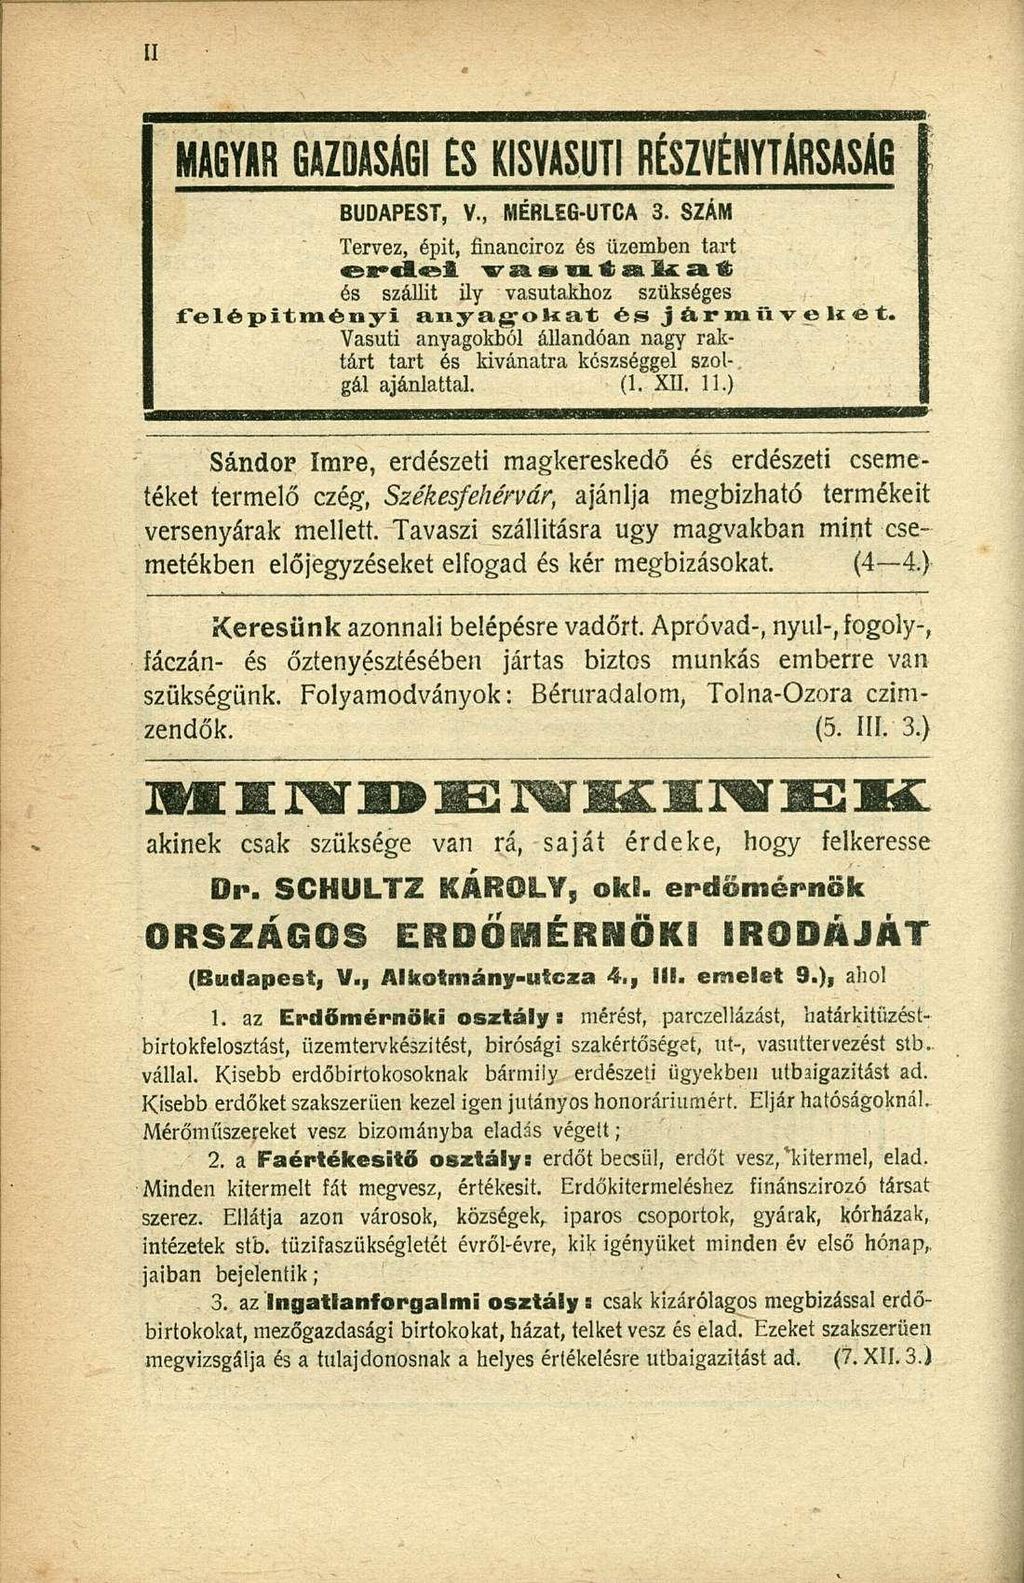 II
MAGYAR GAZDASÁGI ÉS KISVASUTI RÉSZVÉNYTÁRSASÁG
BUDAPEST, V., MÉRLEG-UTCA 3. SZÁM
Tervez, épit, financiroz és üzemben tart
erdei vasutakat
és szállit ily vasutakhoz szükséges
felépitményi anyagokat és jármüveket.
Vasuti anyagokból állandóan nagy rak-
tárt tart és kivánatra készséggel szol-
gál ajánlattal. (1. XII. 11.)
Sándor Imre, erdészeti magkereskedő és erdészeti cseme-
téket termelő czég, Székesfehérvár, ajánlja megbizható termékeit
versenyárak mellett. Tavaszi szállitásra ugy magvakban mint cse-
metékben előjegyzéseket elfogad és kér megbizásokat. (4—4.)
Keresünk azonnali belépésre vadőrt. Apróvad-, nyul-, fogoly-,
fáczán- és őztenyésztésében jártas biztos munkás emberre van
szükségünk. Folyamodványok: Béruradalom, Tolna-Ozora czim-
zendők. (5. III. 3.)
MINDENKINEK
akinek csak szüksége van rá, saját érdeke, hogy felkeresse
Dr. SCHULTZ KÁROLY, okl. erdőmérnök
ORSZÁGOS ERDŐMÉRNÖKI IRODÁJÁT
(Budapest, V., Alkotmány-utcza 4., III. emelet 9.), ahol
1. az Erdőmérnöki osztály: mérést, parczellázást, határkitüzést-
birtokfelosztást, üzemtervkészitést, birósági szakértőséget, ut-, vasuttervezést stb.
vállal. Kisebb erdőbirtokosoknak bármily erdészeti ügyekben utbaigazitást ad.
Kisebb erdőket szakszerüen kezel igen jutányos honoráriumért. Eljár hatóságoknál.
Mérőműszereket vesz bizományba eladás végett;
2. a Faértékesitő osztály: erdőt becsül, erdőt vesz, kitermel, elad.
Minden kitermelt fát megvesz, értékesit. Erdőkitermeléshez finánszirozó társat
szerez. Ellátja azon városok, községek, iparos csoportok, gyárak, kórházak,
intézetek stb. tüzifaszükségletét évről-évre, kik igényüket minden év első hónap,
jaiban bejelentik;
3. az Ingatlanforgalmi osztály: csak kizárólagos megbizással erdő-
birtokokat, mezőgazdasági birtokokat, házat, telket vesz és elad. Ezeket szakszerüen
megvizsgálja és a tulajdonosnak a helyes értékelésre utbaigazitást ad. (7. XII. 3.)